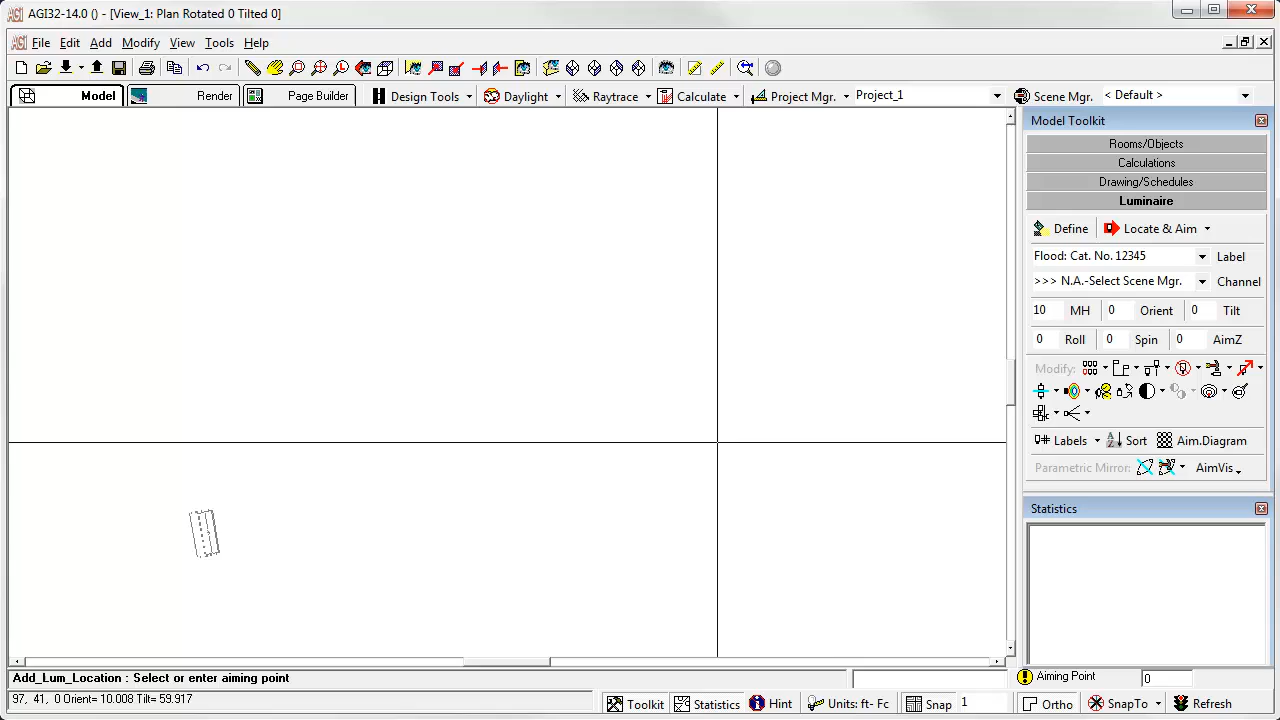 AGI32-14.0 () - [View_1: Plan Rotated 0 Tilted 0]
File Edit Add Modify View Tools Help
Model Render Page Builder Design Tools Daylight Raytrace Calculate Project Mgr. Project_1 Scene Mgr. < Default >
Model Toolkit
Rooms/Objects
Calculations
Drawing/Schedules
Luminaire
Define Locate & Aim
Flood: Cat. No. 12345 Label
>>> N.A.-Select Scene Mgr. Channel
10 MH 0 Orient 0 Tilt
0 Roll 0 Spin 0 AimZ
Modify:
Labels Sort Aim.Diagram
Parametric Mirror: AimVis
Statistics
Add_Lum_Location : Select or enter aiming point Aiming Point 0
97, 41, 0 Orient= 10.008 Tilt= 59.917 Toolkit Statistics Hint Units: ft- Fc Snap 1 Ortho SnapTo Refresh